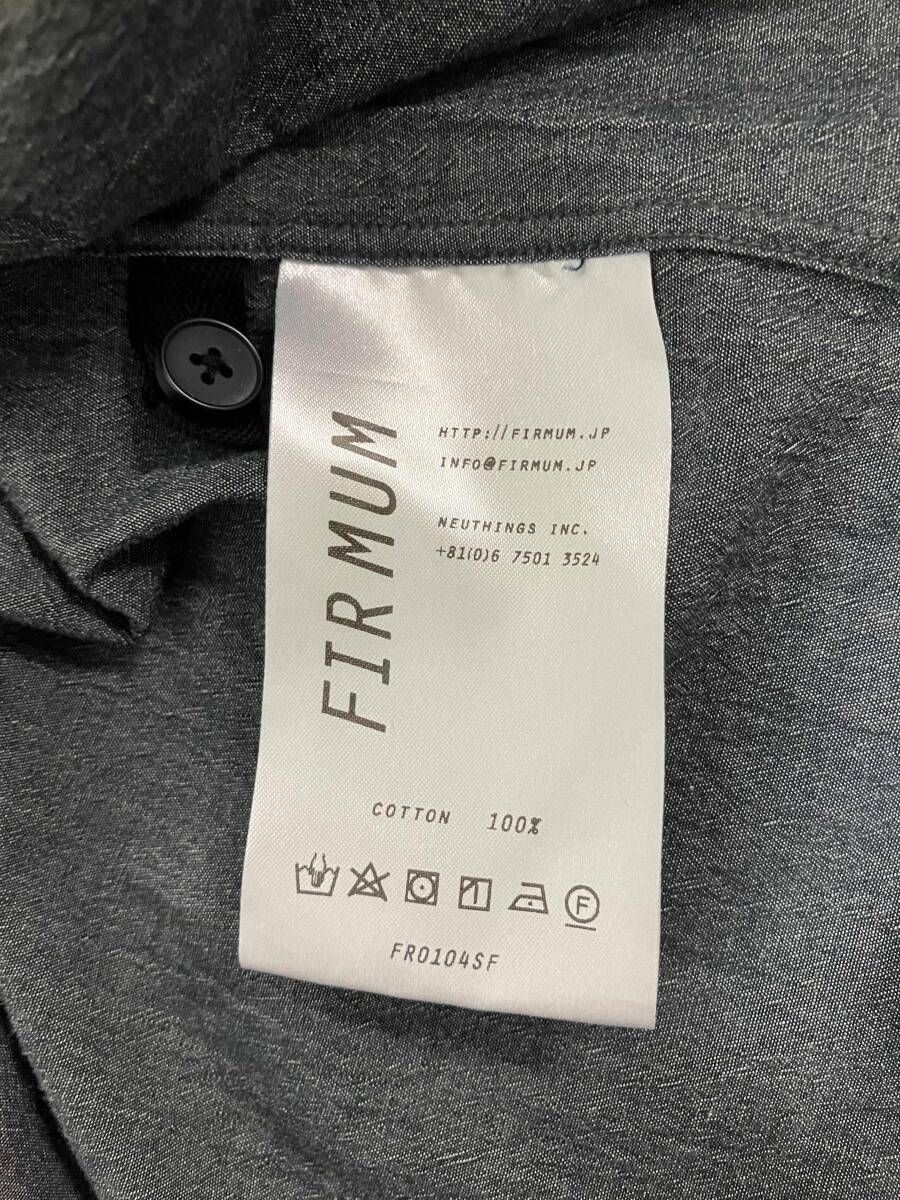 FIRMUM
HTTP://FIRMUM.JP
INFO@FIRMUM.JP
NEUTHINGS INC.
+81(0)6 7501 3524
COTTON 100%
F
FR0104SF